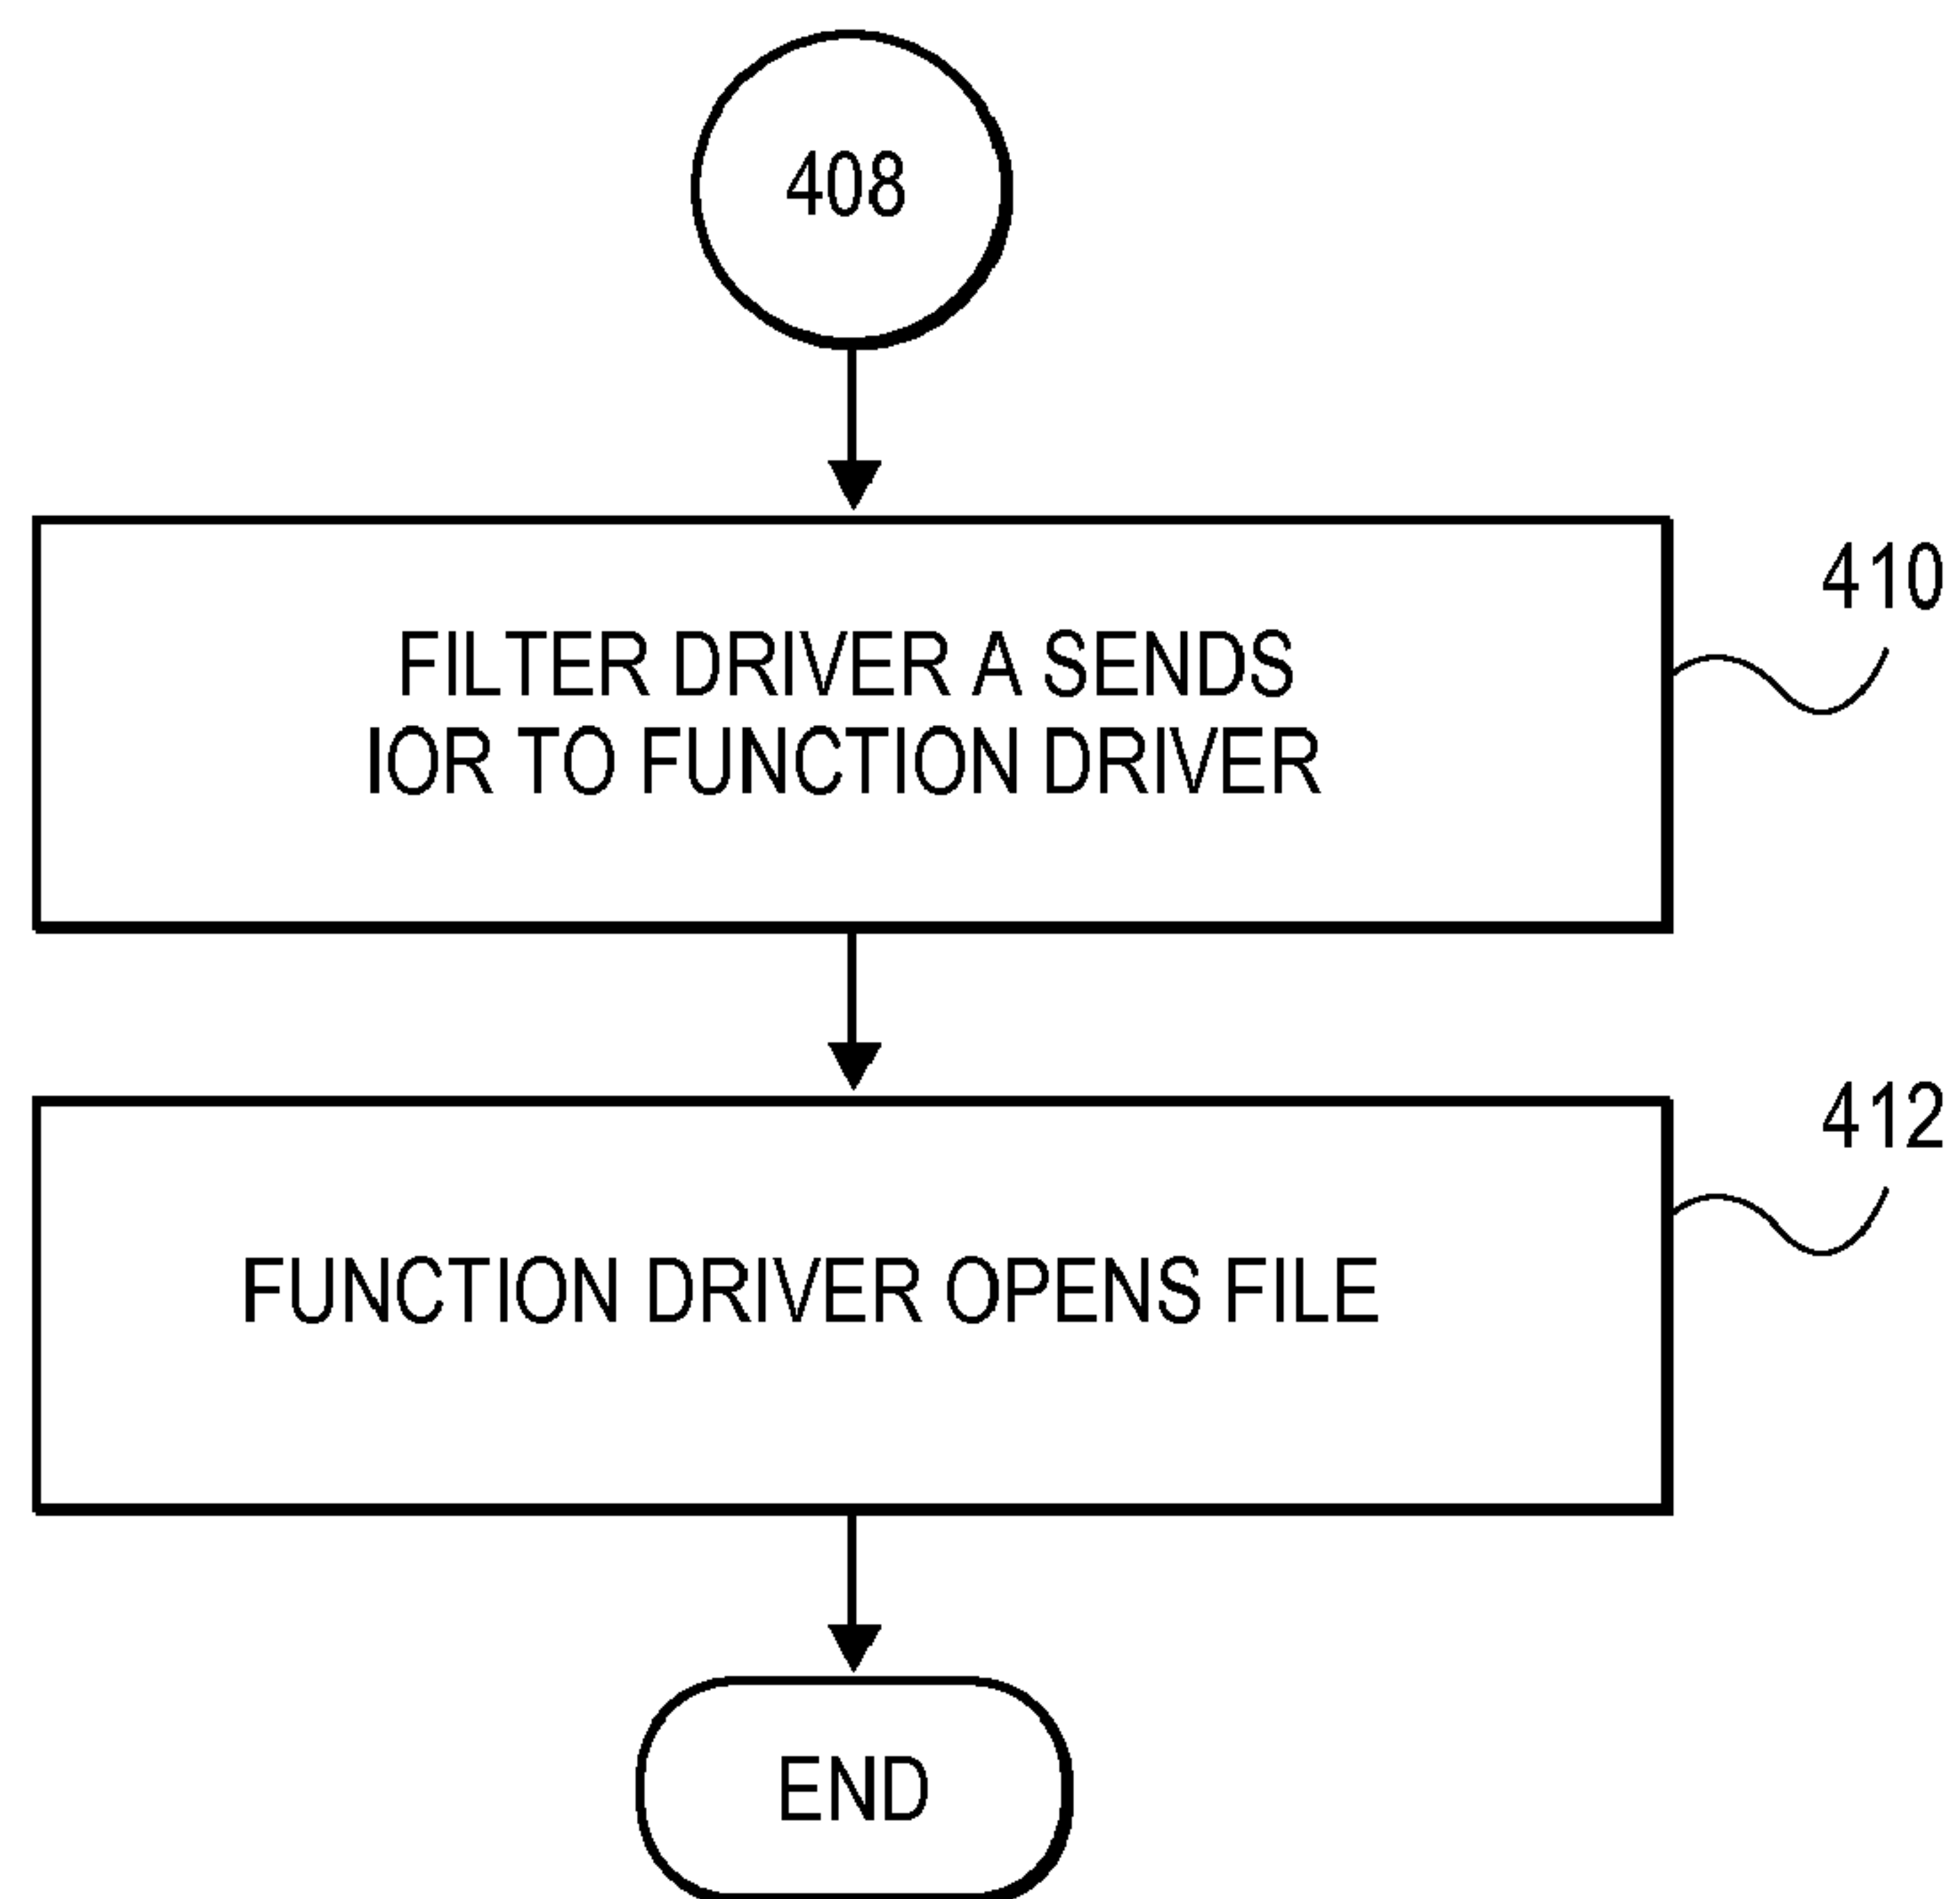 408
410
FILTER DRIVER A SENDS
IOR TO FUNCTION DRIVER
412
FUNCTION DRIVER OPENS FILE
END